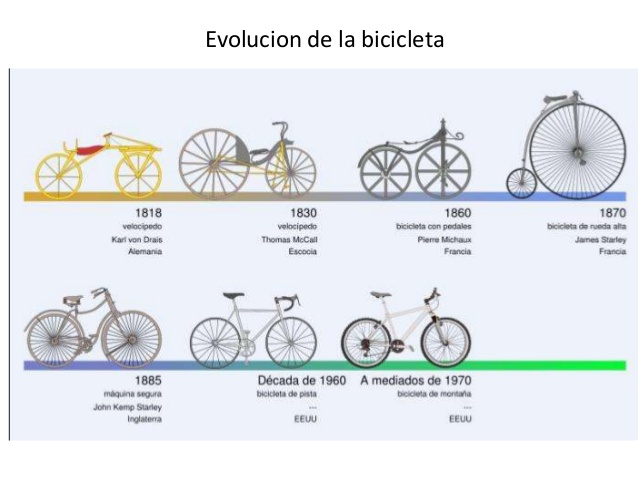 Evolucion de la bicicleta
1818
velocípedo
Karl von Drais
Alemania
1830
velocípedo
Thomas McCall
Escocia
1860
bicicleta con pedales
Pierre Michaux
Francia
1870
bicicleta de rueda alta
James Starley
Francia
1885
máquina segura
John Kemp Starley
Inglaterra
Década de 1960
bicicleta de pista
---
EEUU
A mediados de 1970
bicicleta de montaña
---
EEUU